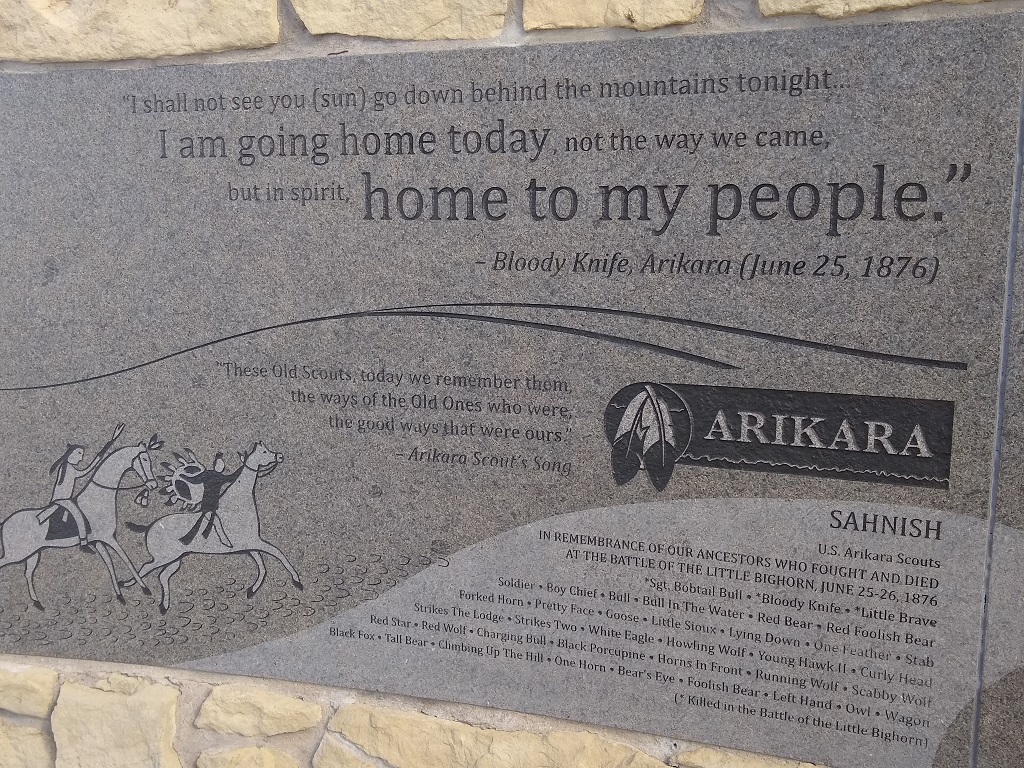 "I shall not see you (sun) go down behind the mountains tonight...
I am going home today, not the way we came,
but in spirit, home to my people."
– Bloody Knife, Arikara (June 25, 1876)
"These Old Scouts, today we remember them,
the ways of the Old Ones who were,
the good ways that were ours."
– Arikara Scout's Song
ARIKARA
SAHNISH
U.S. Arikara Scouts
IN REMEMBRANCE OF OUR ANCESTORS WHO FOUGHT AND DIED
AT THE BATTLE OF THE LITTLE BIGHORN, JUNE 25-26, 1876
*Sgt. Bobtail Bull • *Bloody Knife • *Little Brave
Soldier • Boy Chief • Bull • Bull In The Water • Red Bear • Red Foolish Bear
Forked Horn • Pretty Face • Goose • Little Sioux • Lying Down • One Feather • Stab
Strikes The Lodge • Strikes Two • White Eagle • Howling Wolf • Young Hawk II • Curly Head
Red Star • Red Wolf • Charging Bull • Black Porcupine • Horns In Front • Running Wolf • Scabby Wolf
Black Fox • Tall Bear • Climbing Up The Hill • One Horn • Bear's Eye • Foolish Bear • Left Hand • Owl • Wagon
(* Killed in the Battle of the Little Bighorn)